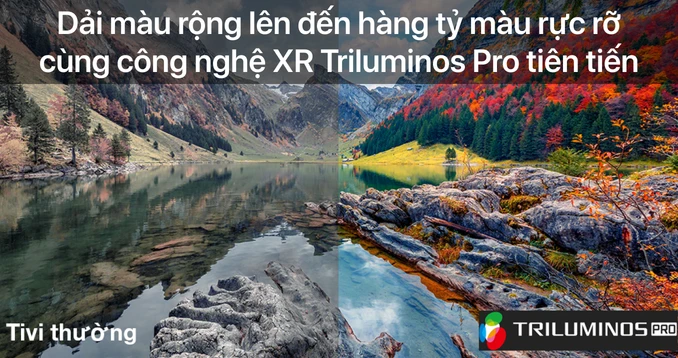 Dải màu rộng lên đến hàng tỷ màu rực rỡ
cùng công nghệ XR Triluminos Pro tiên tiến
Tivi thường
TRILUMINOS PRO